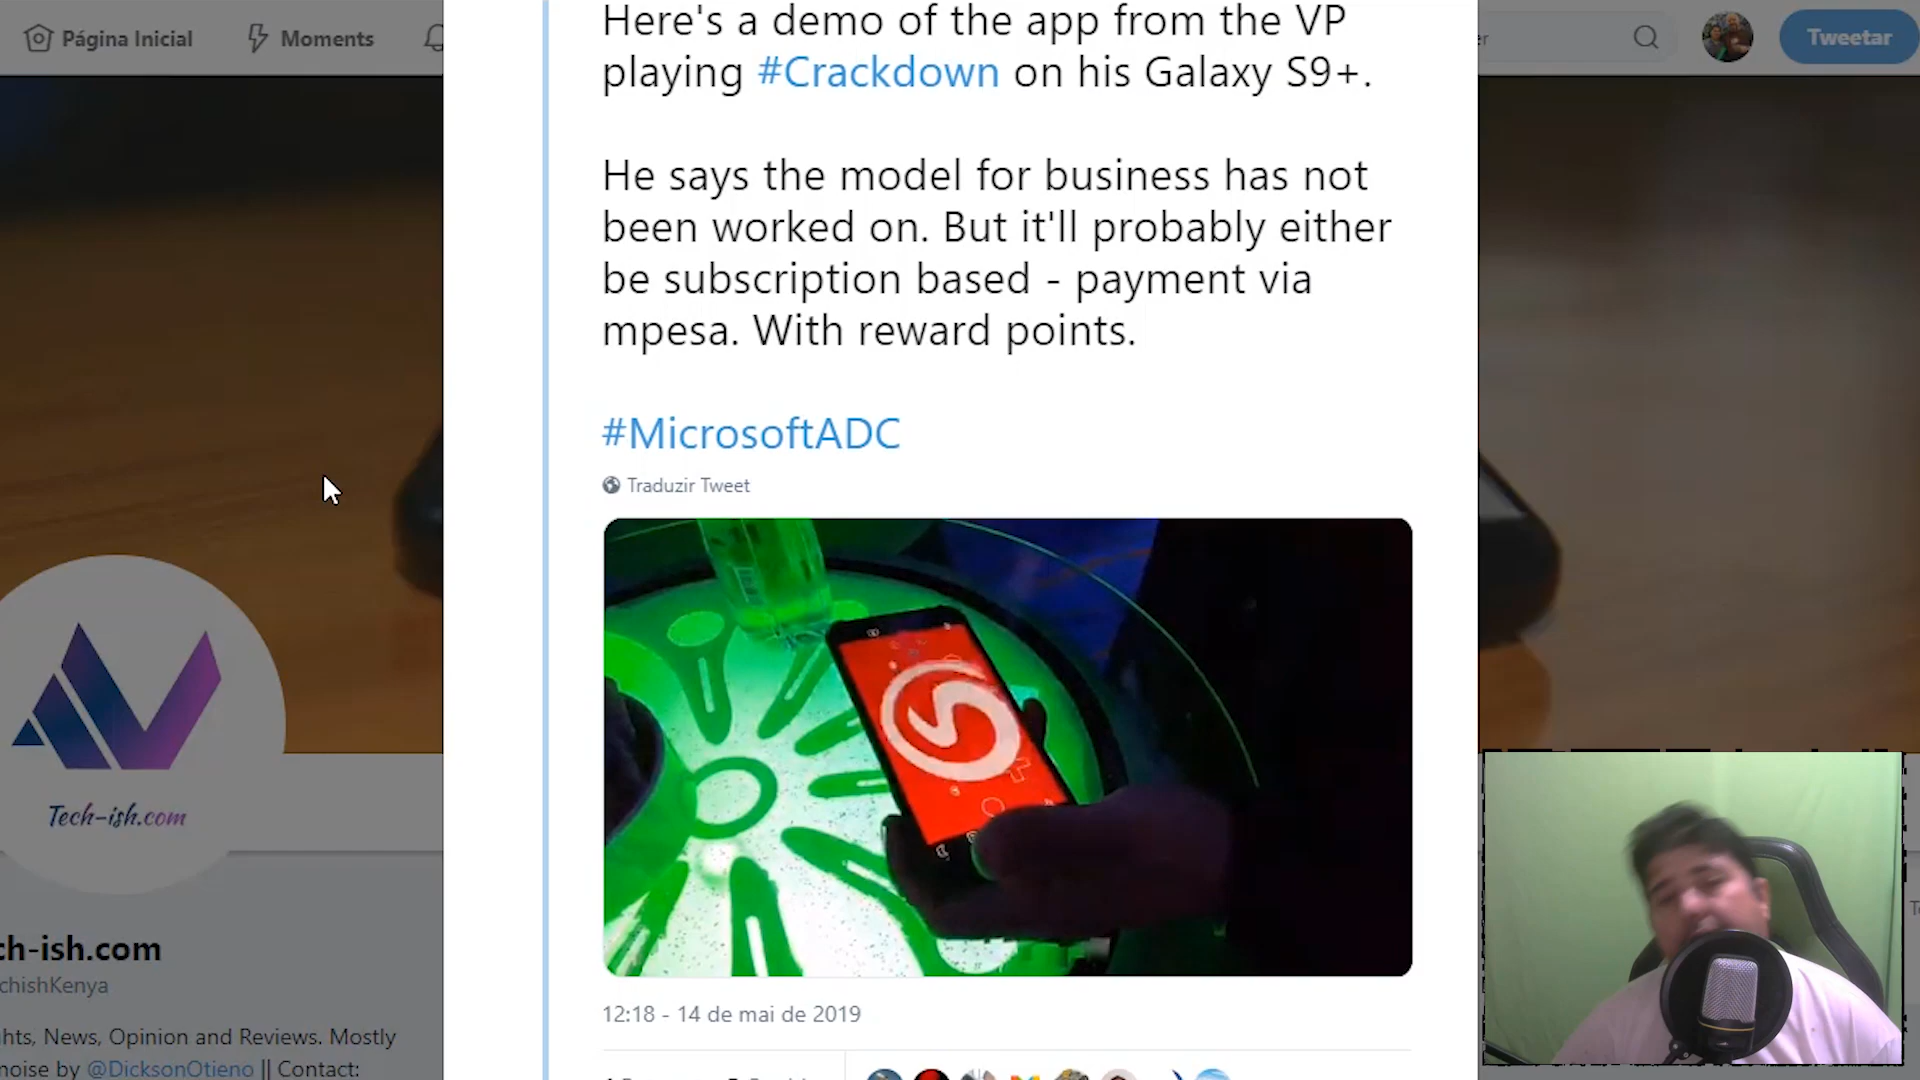 Página Inicial
Moments
Tweetar
Here's a demo of the app from the VP
playing #Crackdown on his Galaxy S9+.
He says the model for business has not
been worked on. But it'll probably either
be subscription based - payment via
mpesa. With reward points.
#MicrosoftADC
Traduzir Tweet
12:18 - 14 de mai de 2019
Tech-ish.com
ch-ish.com
chishKenya
hts, News, Opinion and Reviews. Mostly
noise by @DicksonOtieno || Contact: